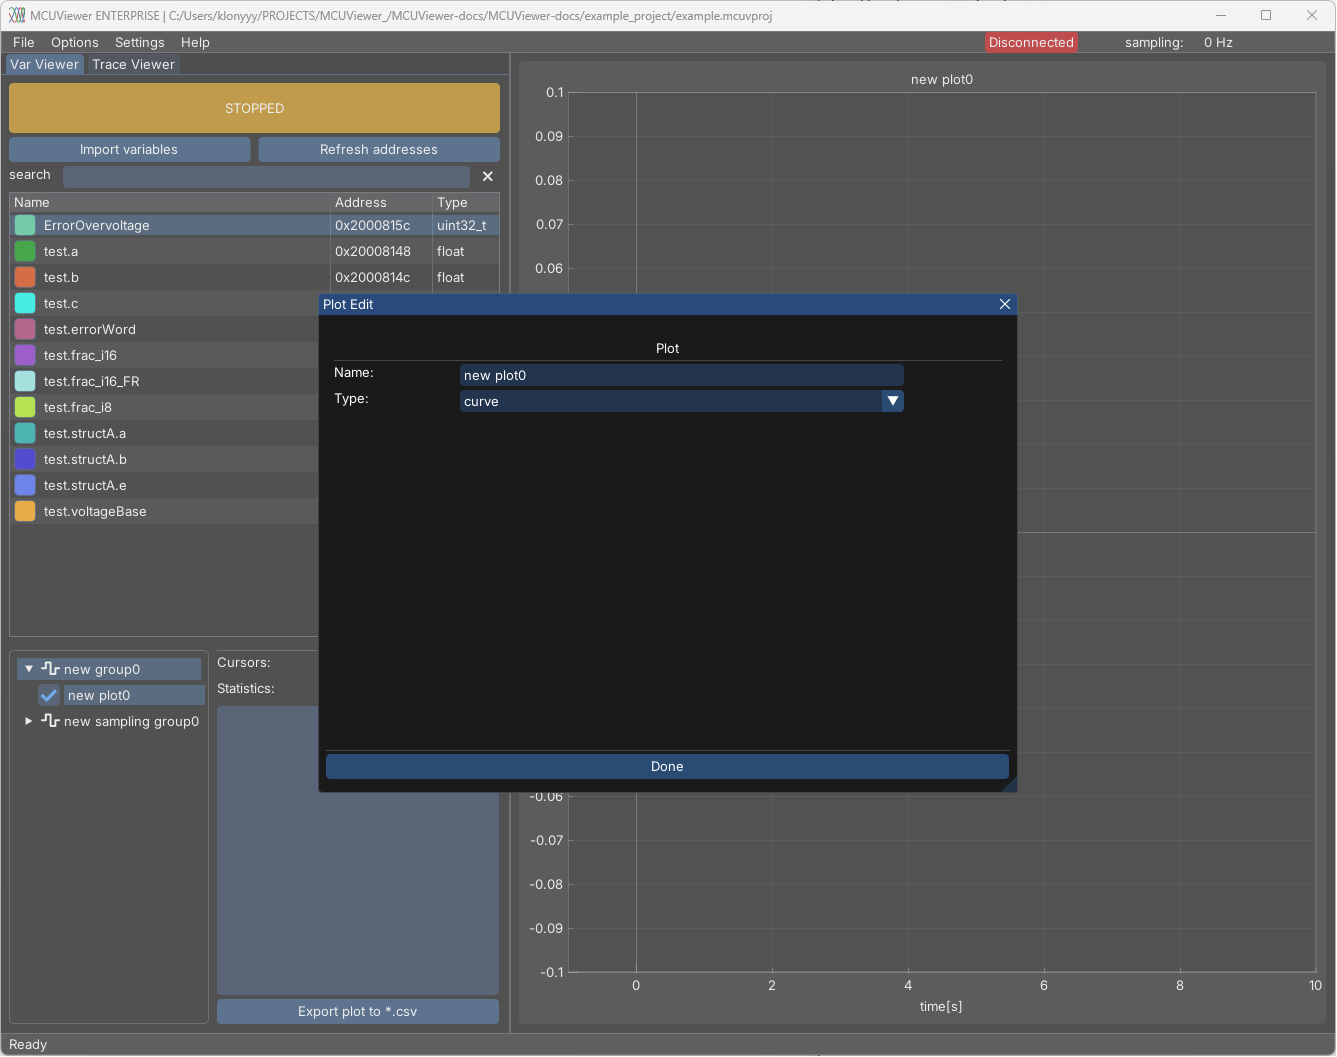 MCUViewer ENTERPRISE | C:/Users/klonyyy/PROJECTS/MCUViewer_/MCUViewer-docs/MCUViewer-docs/example_project/example.mcuvproj
File Options Settings Help Disconnected sampling: 0 Hz
Var Viewer Trace Viewer
STOPPED
Import variables Refresh addresses
search
Name Address Type
ErrorOvervoltage 0x2000815c uint32_t
test.a 0x20008148 float
test.b 0x2000814c float
test.c
test.errorWord
test.frac_i16
test.frac_i16_FR
test.frac_i8
test.structA.a
test.structA.b
test.structA.e
test.voltageBase
new group0
new plot0
new sampling group0
Cursors:
Statistics:
Export plot to *.csv
Plot Edit
Plot
Name: new plot0
Type: curve
Done
new plot0
0.1
0.09
0.08
0.07
0.06
-0.06
-0.07
-0.08
-0.09
-0.1
0 2 4 6 8 10
time[s]
Ready